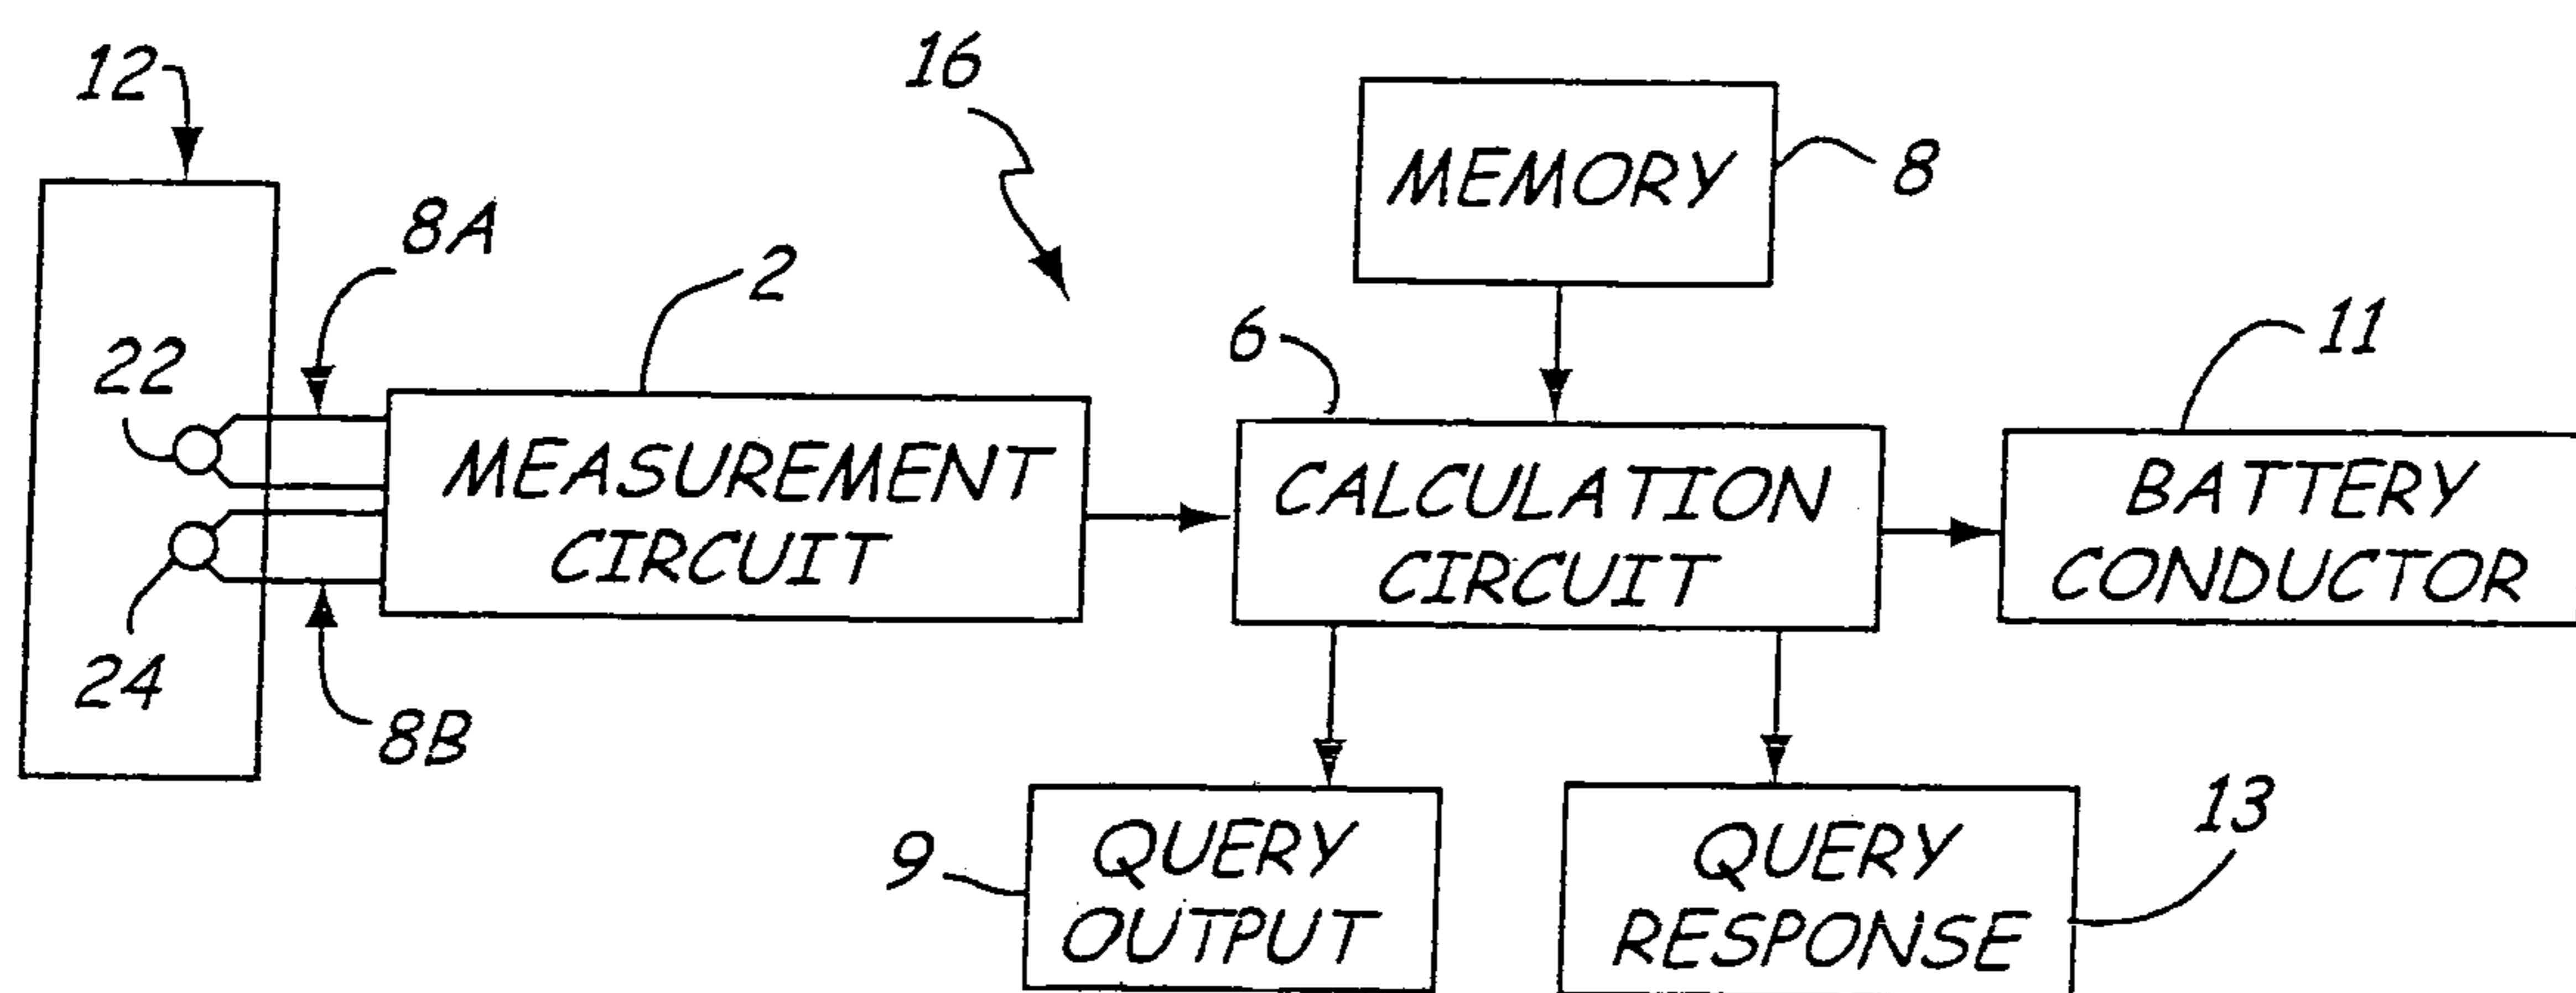 12
16
MEMORY
8
8A
2
22
6
11
MEASUREMENT
CIRCUIT
CALCULATION
CIRCUIT
BATTERY
CONDUCTOR
24
8B
9
QUERY
OUTPUT
QUERY
RESPONSE
13